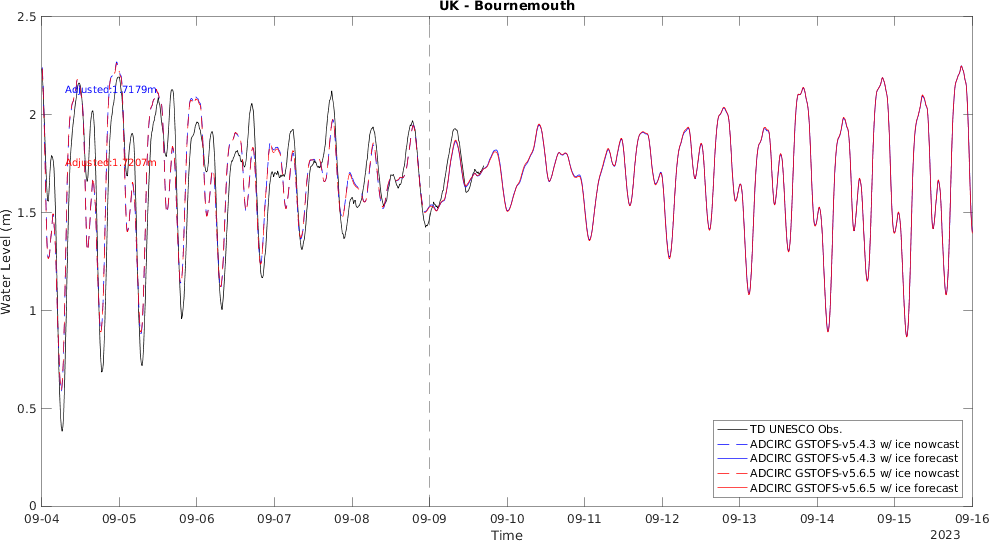 UK - Bournemouth
2.5
2
1.5
1
0.5
0
Water Level (m)
Adjusted:1.7179m
Adjusted:1.7207m
TD UNESCO Obs.
ADCIRC GSTOFS-v5.4.3 w/ ice nowcast
ADCIRC GSTOFS-v5.4.3 w/ ice forecast
ADCIRC GSTOFS-v5.6.5 w/ ice nowcast
ADCIRC GSTOFS-v5.6.5 w/ ice forecast
09-04 09-05 09-06 09-07 09-08 09-09 09-10 09-11 09-12 09-13 09-14 09-15 09-16
Time
2023